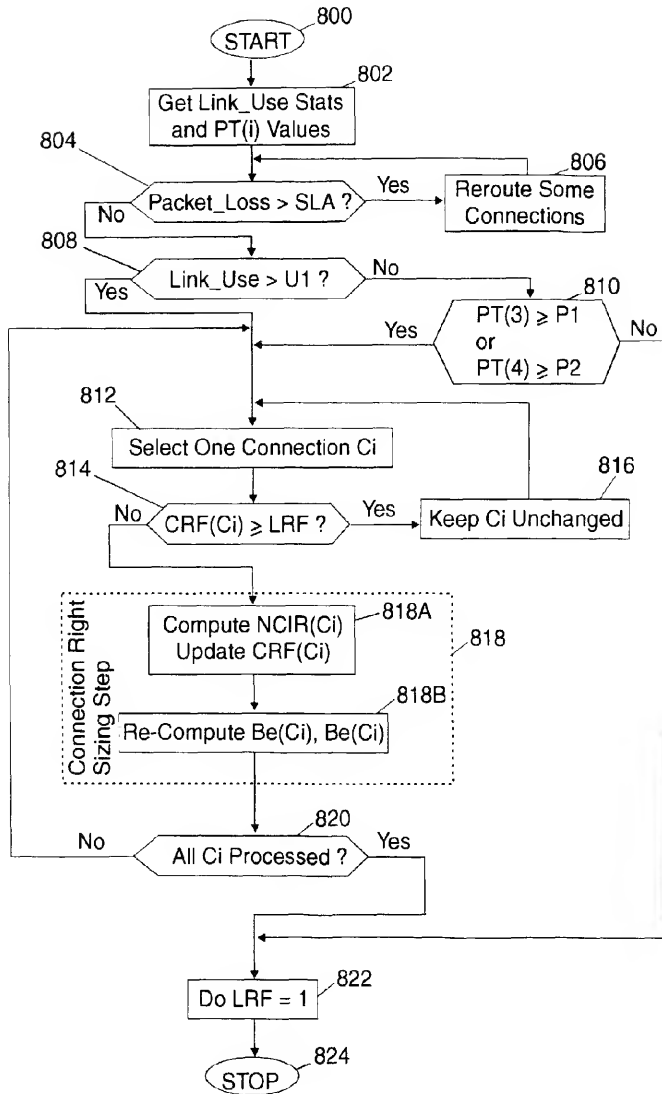 800
START
802
Get Link_Use Stats
and PT(i) Values
804
Packet_Loss > SLA ?
Yes
No
806
Reroute Some
Connections
808
Link_Use > U1 ?
No
Yes
810
PT(3) ⩾ P1
or
PT(4) ⩾ P2
Yes
No
812
Select One Connection Ci
814
CRF(Ci) ⩾ LRF ?
Yes
No
816
Keep Ci Unchanged
Connection Right
Sizing Step
818
818A
Compute NCIR(Ci)
Update CRF(Ci)
818B
Re-Compute Be(Ci), Be(Ci)
820
All Ci Processed ?
No
Yes
822
Do LRF = 1
824
STOP